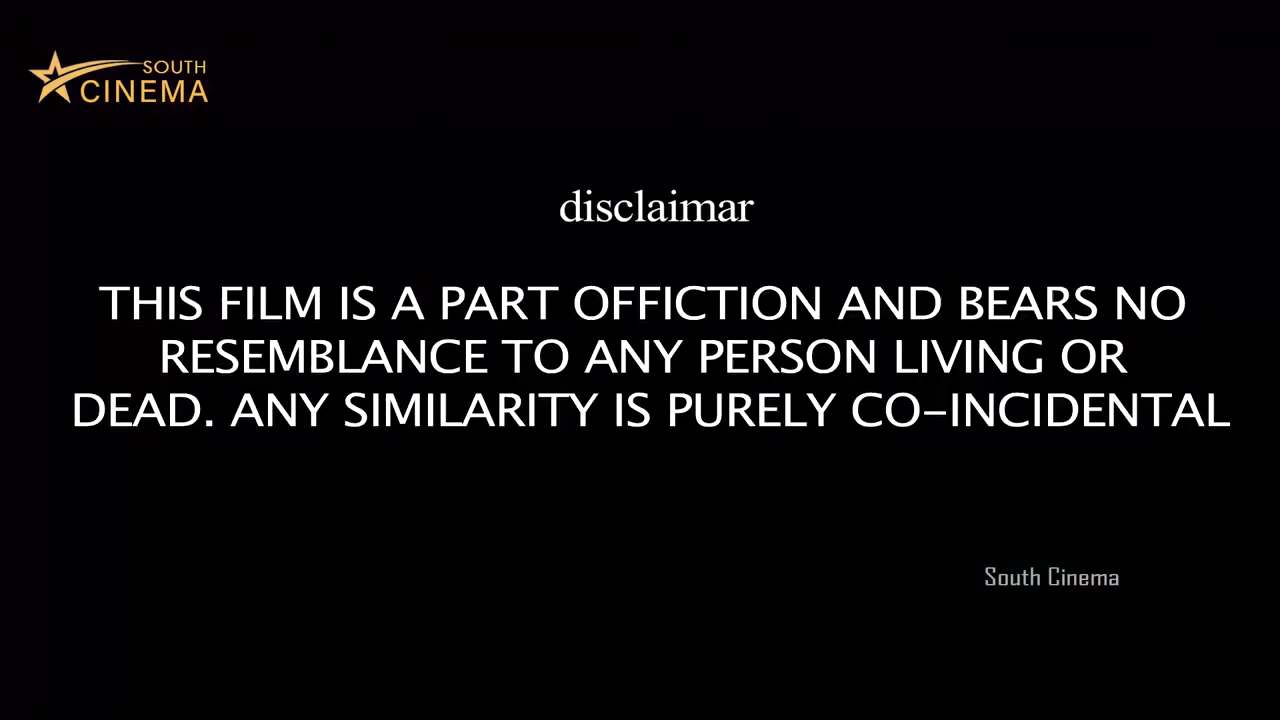 SOUTH
CINEMA
disclaimar
THIS FILM IS A PART OFFICTION AND BEARS NO
RESEMBLANCE TO ANY PERSON LIVING OR
DEAD. ANY SIMILARITY IS PURELY CO-INCIDENTAL
South Cinema